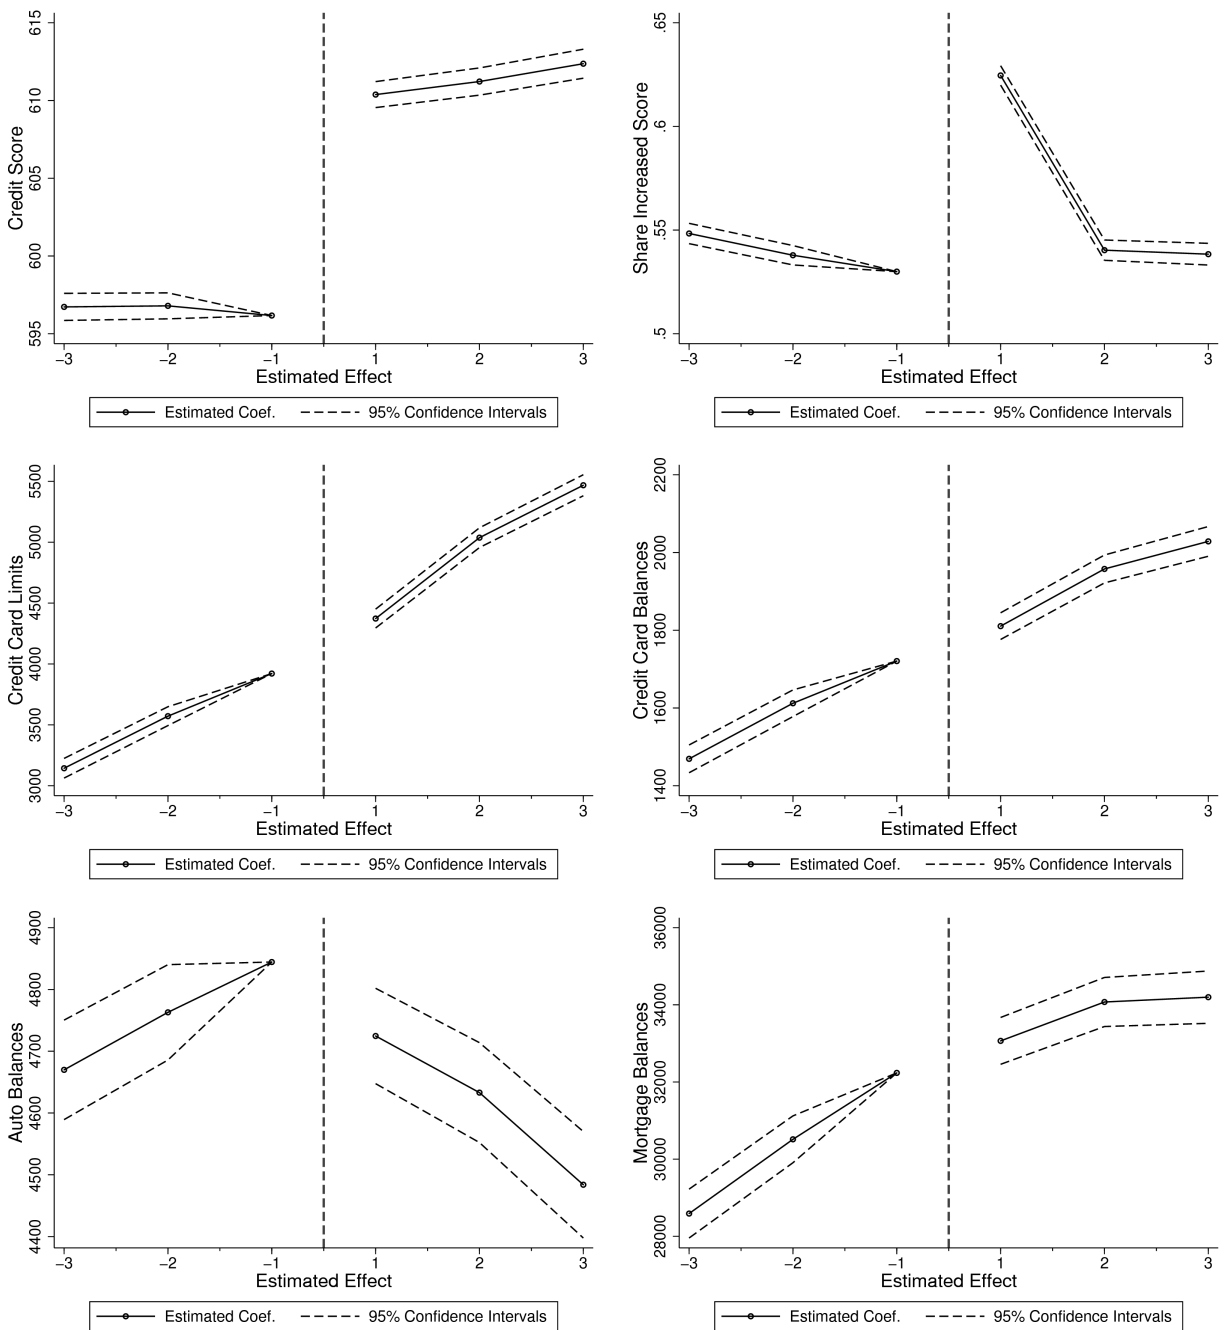 Credit Score
615
610
605
600
595
−3 −2 −1 1 2 3
Estimated Effect
Estimated Coef. 95% Confidence Intervals
Share Increased Score
.65
.6
.55
.5
−3 −2 −1 1 2 3
Estimated Effect
Estimated Coef. 95% Confidence Intervals
Credit Card Limits
5500
5000
4500
4000
3500
3000
−3 −2 −1 1 2 3
Estimated Effect
Estimated Coef. 95% Confidence Intervals
Credit Card Balances
2200
2000
1800
1600
1400
−3 −2 −1 1 2 3
Estimated Effect
Estimated Coef. 95% Confidence Intervals
Auto Balances
4900
4800
4700
4600
4500
4400
−3 −2 −1 1 2 3
Estimated Effect
Estimated Coef. 95% Confidence Intervals
Mortgage Balances
36000
34000
32000
30000
28000
−3 −2 −1 1 2 3
Estimated Effect
Estimated Coef. 95% Confidence Intervals